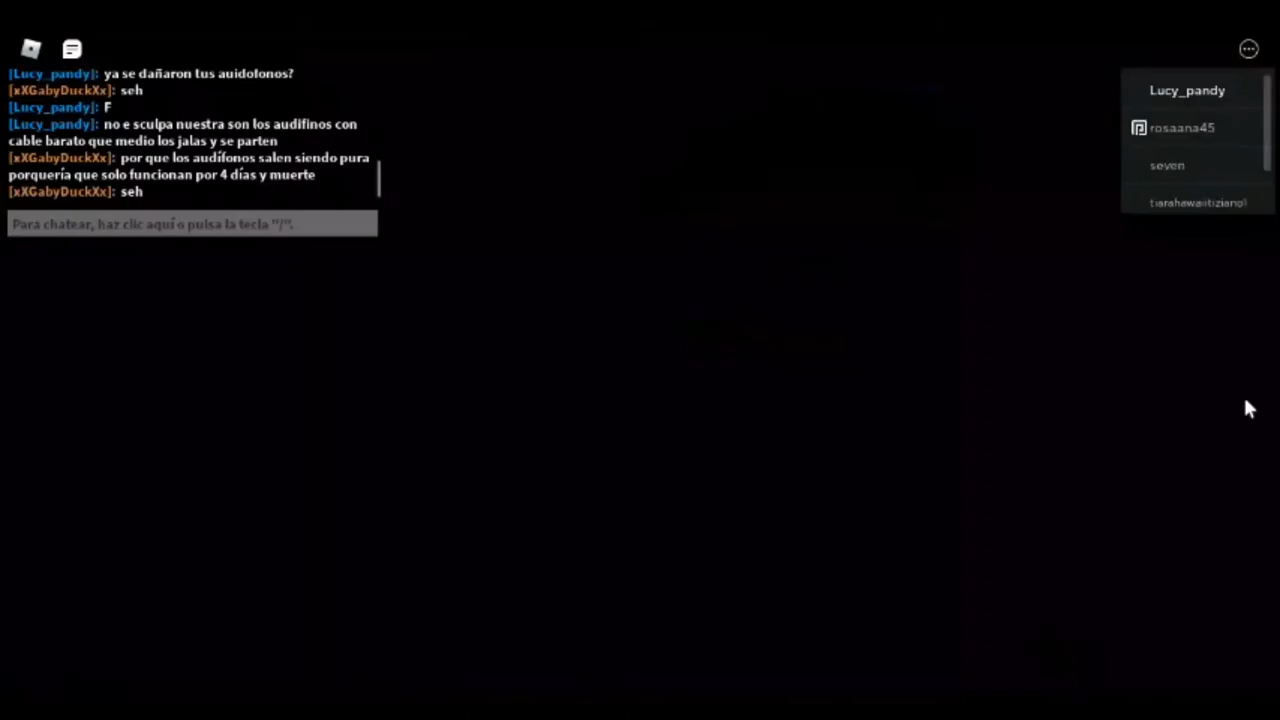 [Lucy_pandy]: ya se dañaron tus auidofonos?
[xXGabyDuckXx]: seh
[Lucy_pandy]: F
[Lucy_pandy]: no e sculpa nuestra son los audifinos con
cable barato que medio los jalas y se parten
[xXGabyDuckXx]: por que los audífonos salen siendo pura
porquería que solo funcionan por 4 días y muerte
[xXGabyDuckXx]: seh
Para chatear, haz clic aquí o pulsa la tecla "/".
Lucy_pandy
rosaana45
seven